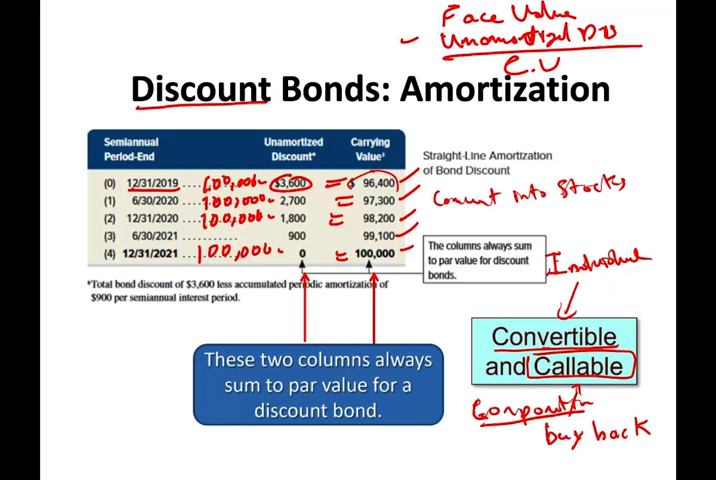 Face Value
Unamortized Dis
C.V
Discount Bonds: Amortization
Semiannual Period-End Unamortized Discount* Carrying Value†
(0) 12/31/2019 .... 100,000 - $3,600 = $ 96,400
(1) 6/30/2020 .... 100,000 - 2,700 = 97,300
(2) 12/31/2020 .... 100,000 - 1,800 = 98,200
(3) 6/30/2021 .......... 900 99,100
(4) 12/31/2021 ... 100,000 - 0 = 100,000
Straight-Line Amortization
of Bond Discount
Convert into Stocks
The columns always sum
to par value for discount
bonds.
Individual
*Total bond discount of $3,600 less accumulated periodic amortization of
$900 per semiannual interest period.
These two columns always
sum to par value for a
discount bond.
Convertible
and Callable
Corporation
buy back